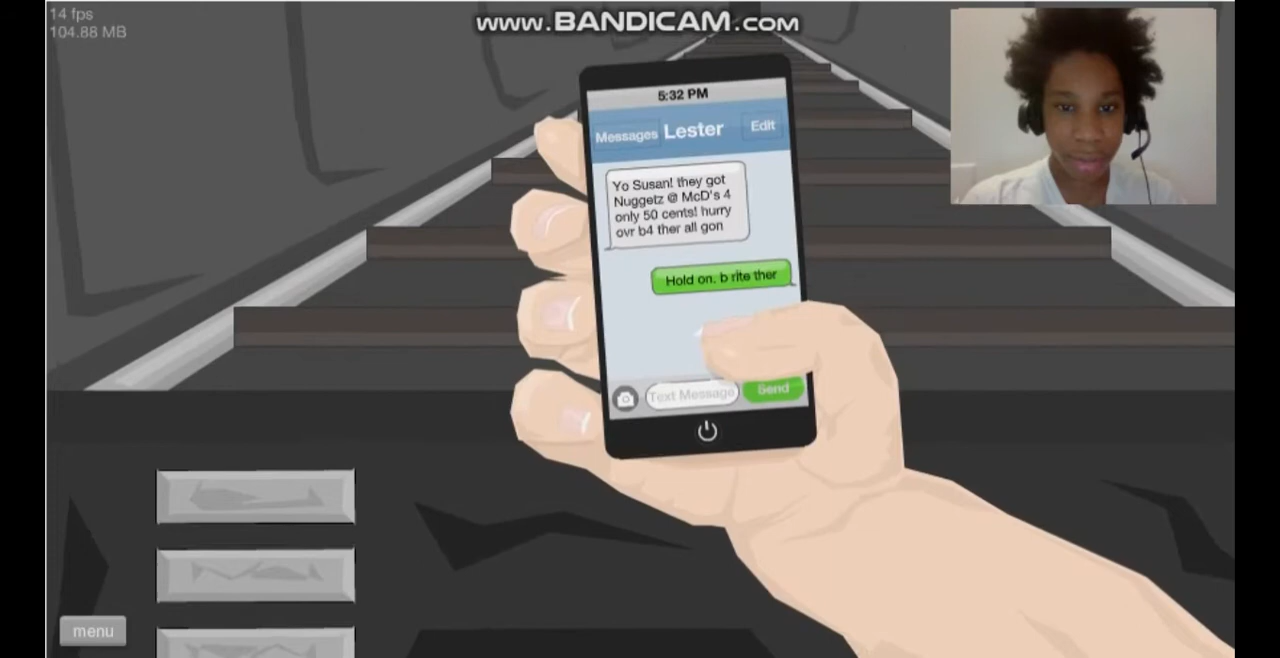 14 fps
104.88 MB
www.BANDICAM.com
5:32 PM
Messages Lester Edit
Yo Susan! they got
Nuggetz @ McD's 4
only 50 cents! hurry
ovr b4 ther all gon
Hold on, b rite ther
Text Message Send
menu